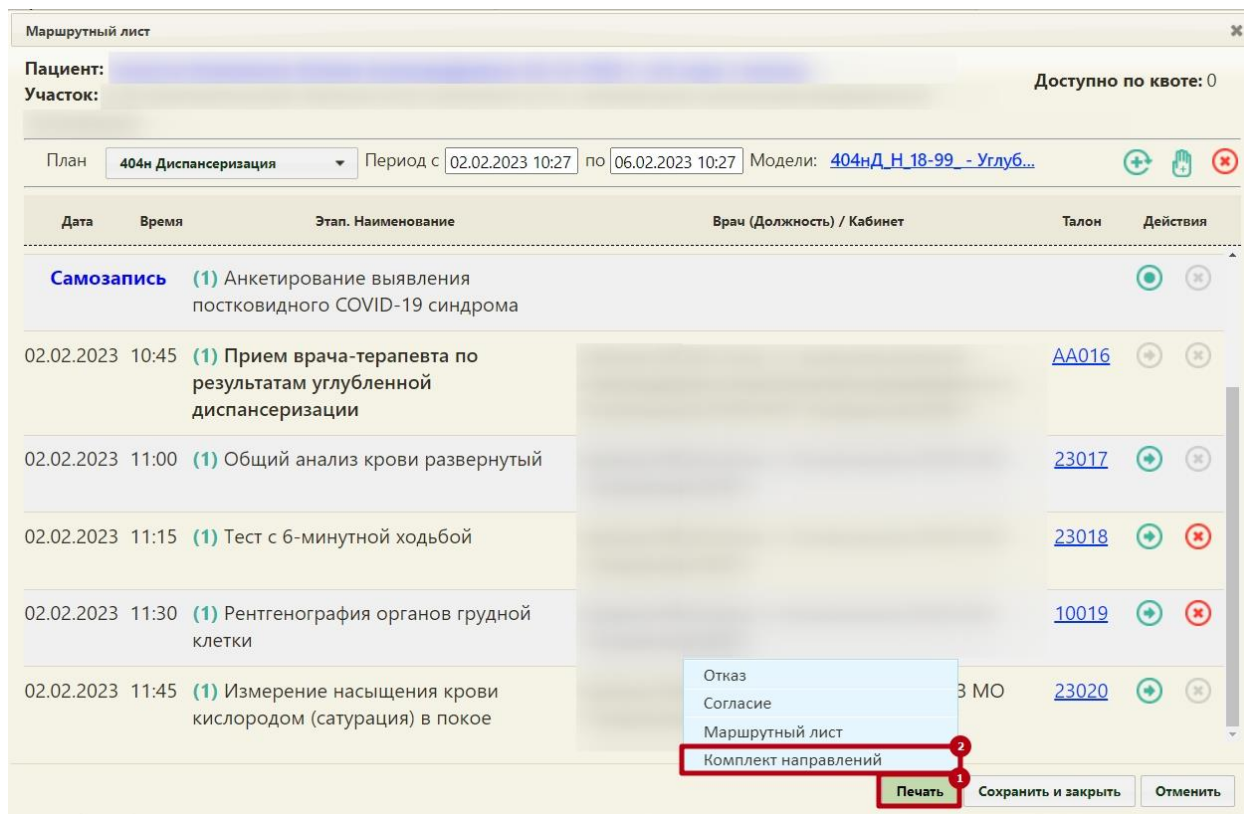 Маршрутный лист
Пациент:
Участок:
Доступно по квоте: 0
План 404н Диспансеризация Период с 02.02.2023 10:27 по 06.02.2023 10:27 Модели: 404нД_Н_18-99_ - Углуб...
Дата Время Этап. Наименование Врач (Должность) / Кабинет Талон Действия
Самозапись (1) Анкетирование выявления
постковидного COVID-19 синдрома
02.02.2023 10:45 (1) Прием врача-терапевта по АА016
результатам углубленной
диспансеризации
02.02.2023 11:00 (1) Общий анализ крови развернутый 23017
02.02.2023 11:15 (1) Тест с 6-минутной ходьбой 23018
02.02.2023 11:30 (1) Рентгенография органов грудной 10019
клетки
02.02.2023 11:45 (1) Измерение насыщения крови З МО 23020
кислородом (сатурация) в покое
Отказ
Согласие
Маршрутный лист
2
Комплект направлений
1
Печать Сохранить и закрыть Отменить